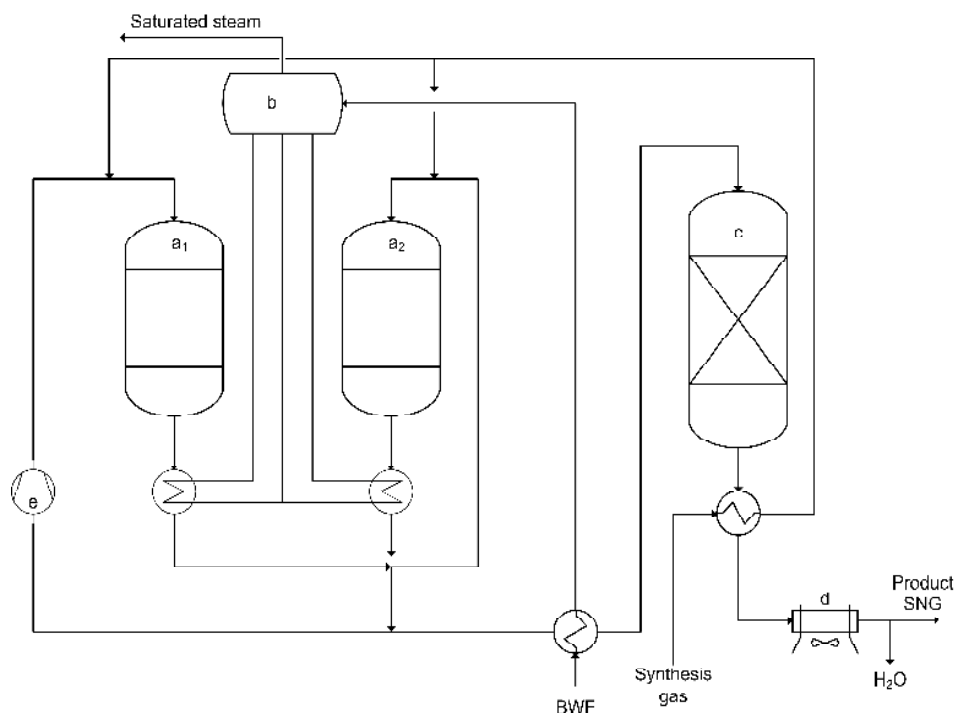 Saturated steam
b
a₁
a₂
c
e
d
Product
SNG
H₂O
Synthesis
gas
BWF